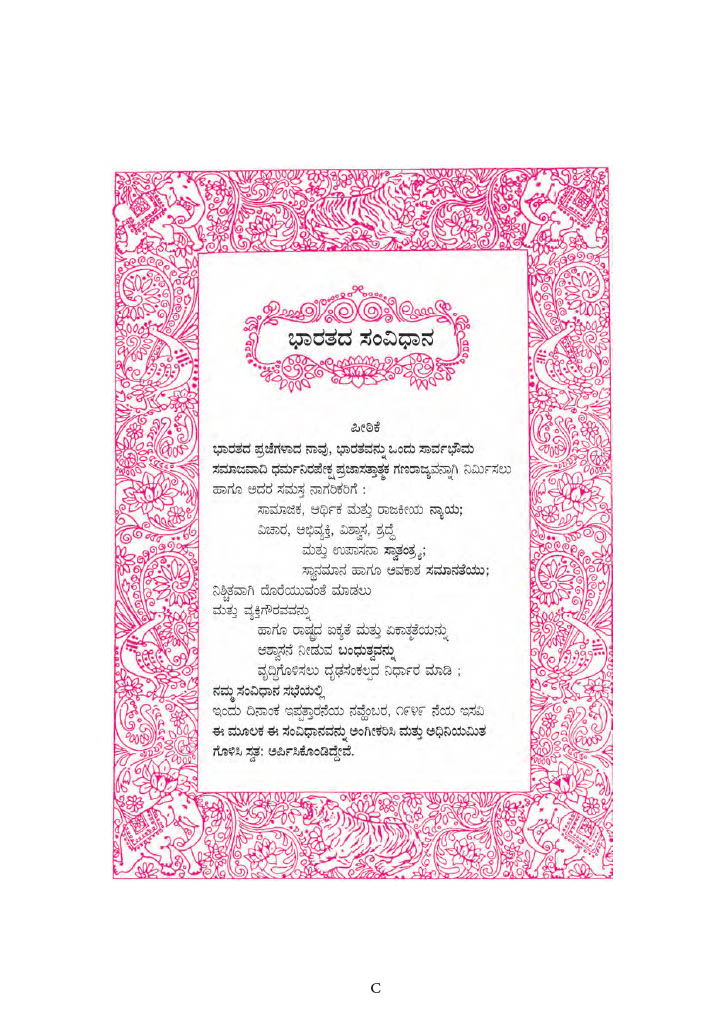 ಭಾರತದ ಸಂವಿಧಾನ
ಪೀಠಿಕೆ
ಭಾರತದ ಪ್ರಜೆಗಳಾದ ನಾವು, ಭಾರತವನ್ನು ಒಂದು ಸಾರ್ವಭೌಮ
ಸಮಾಜವಾದಿ ಧರ್ಮನಿರಪೇಕ್ಷ ಪ್ರಜಾಸತ್ತಾತ್ಮಕ ಗಣರಾಜ್ಯವನ್ನಾಗಿ ನಿರ್ಮಿಸಲು
ಹಾಗೂ ಅದರ ಸಮಸ್ತ ನಾಗರಿಕರಿಗೆ :
ಸಾಮಾಜಿಕ, ಆರ್ಥಿಕ ಮತ್ತು ರಾಜಕೀಯ ನ್ಯಾಯ;
ವಿಚಾರ, ಅಭಿವ್ಯಕ್ತಿ, ವಿಶ್ವಾಸ, ಶ್ರದ್ಧೆ
ಮತ್ತು ಉಪಾಸನಾ ಸ್ವಾತಂತ್ರ್ಯ;
ಸ್ಥಾನಮಾನ ಹಾಗೂ ಅವಕಾಶ ಸಮಾನತೆಯು;
ನಿಶ್ಚಿತವಾಗಿ ದೊರೆಯುವಂತೆ ಮಾಡಲು
ಮತ್ತು ವ್ಯಕ್ತಿಗೌರವವನ್ನು
ಹಾಗೂ ರಾಷ್ಟ್ರದ ಐಕ್ಯತೆ ಮತ್ತು ಏಕಾತ್ಮತೆಯನ್ನು
ಆಶ್ವಾಸನೆ ನೀಡುವ ಬಂಧುತ್ವವನ್ನು
ವೃದ್ಧಿಗೊಳಿಸಲು ದೃಢಸಂಕಲ್ಪದ ನಿರ್ಧಾರ ಮಾಡಿ ;
ನಮ್ಮ ಸಂವಿಧಾನ ಸಭೆಯಲ್ಲಿ
ಇಂದು ದಿನಾಂಕ ಇಪ್ಪತ್ತಾರನೆಯ ನವ್ಹೆಂಬರ, ೧೯೪೯ ನೆಯ ಇಸವಿ
ಈ ಮೂಲಕ ಈ ಸಂವಿಧಾನವನ್ನು ಅಂಗೀಕರಿಸಿ ಮತ್ತು ಅಧಿನಿಯಮಿತ
ಗೊಳಿಸಿ ಸ್ವತಃ ಅರ್ಪಿಸಿಕೊಂಡಿದ್ದೇವೆ.
C